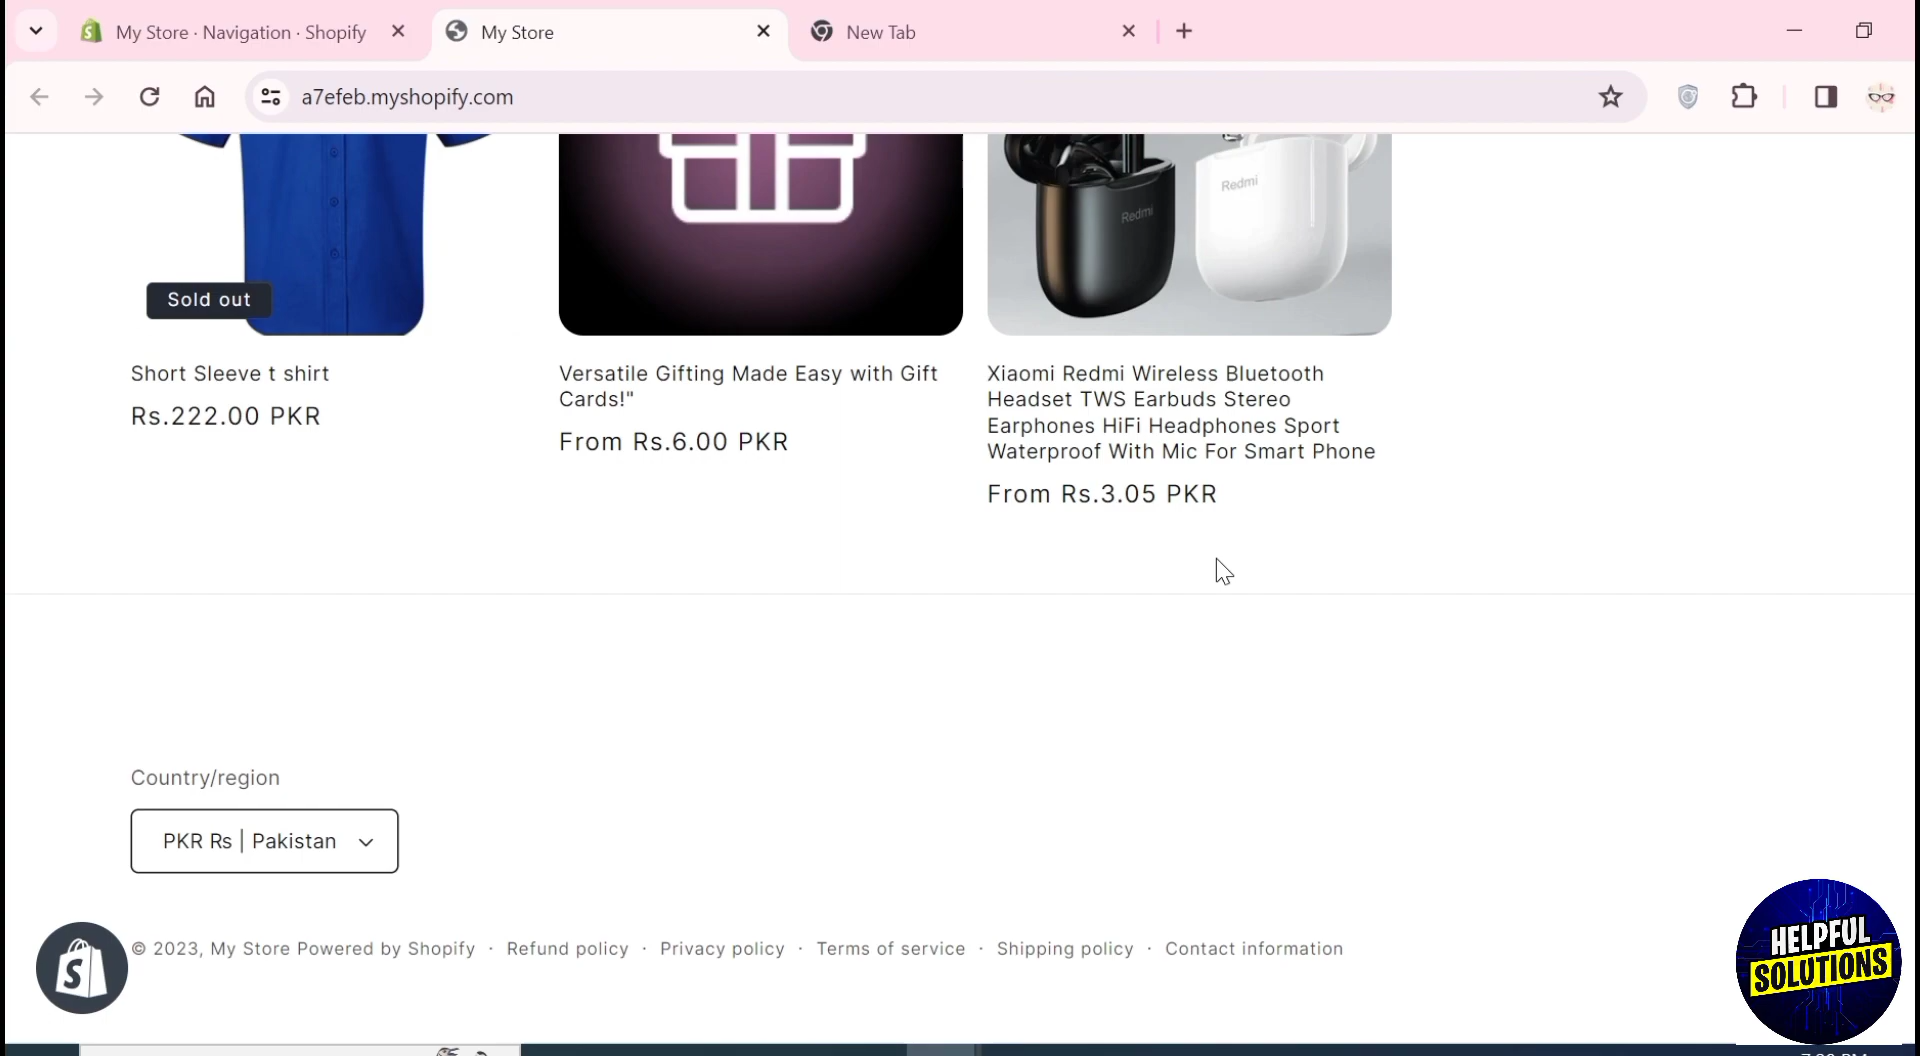 My Store · Navigation · Shopify
My Store
New Tab
a7efeb.myshopify.com
Redmi
Redmi
Sold out
Short Sleeve t shirt
Rs.222.00 PKR
Versatile Gifting Made Easy with Gift
Cards!"
From Rs.6.00 PKR
Xiaomi Redmi Wireless Bluetooth
Headset TWS Earbuds Stereo
Earphones HiFi Headphones Sport
Waterproof With Mic For Smart Phone
From Rs.3.05 PKR
Country/region
PKR Rs | Pakistan
© 2023, My Store Powered by Shopify · Refund policy · Privacy policy · Terms of service · Shipping policy · Contact information
HELPFUL
SOLUTIONS